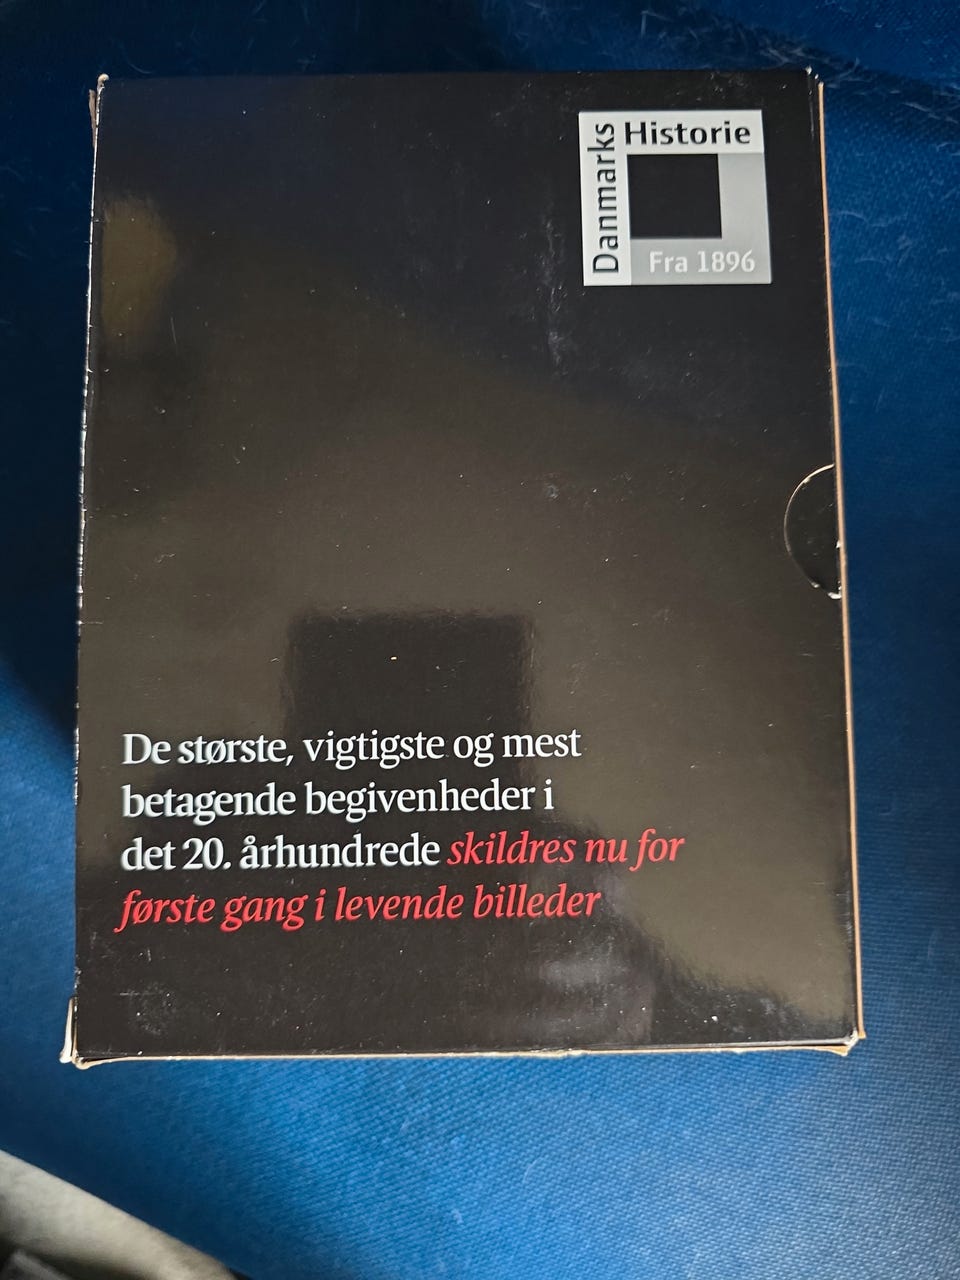 Danmarks
Historie
Fra 1896
De største, vigtigste og mest
betagende begivenheder i
det 20. århundrede skildres nu for
første gang i levende billeder